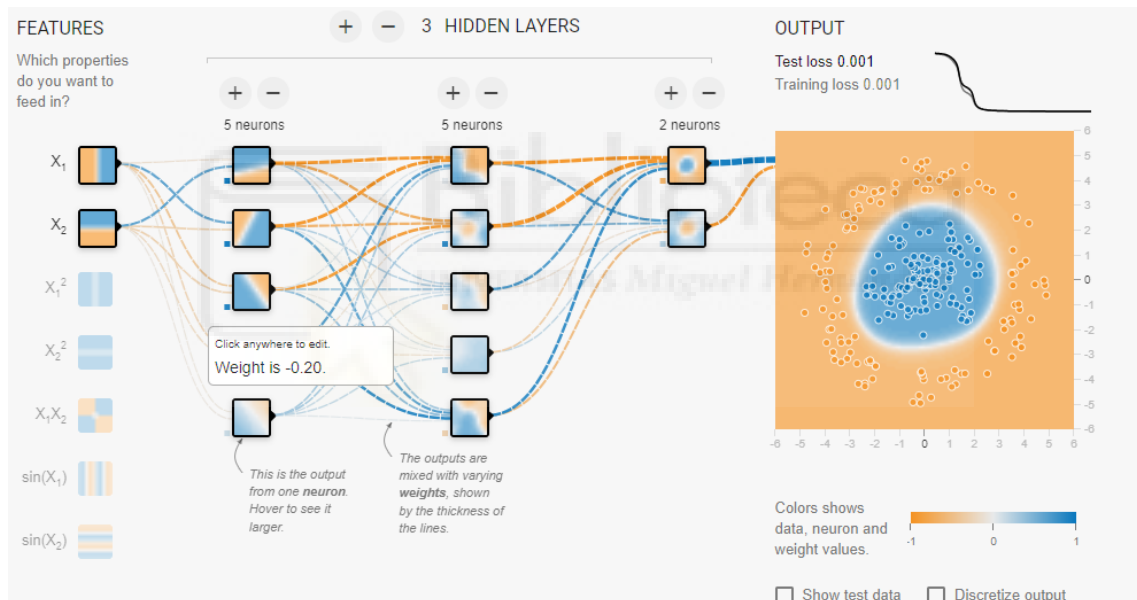 FEATURES
Which properties
do you want to
feed in?
X₁
X₂
X₁²
X₂²
X₁X₂
sin(X₁)
sin(X₂)
+ − 3 HIDDEN LAYERS
+ −
5 neurons
+ −
5 neurons
+ −
2 neurons
Click anywhere to edit.
Weight is -0.20.
This is the output
from one neuron.
Hover to see it
larger.
The outputs are
mixed with varying
weights, shown
by the thickness of
the lines.
OUTPUT
Test loss 0.001
Training loss 0.001
6
5
4
3
2
1
0
-1
-2
-3
-4
-5
-6
-6 -5 -4 -3 -2 -1 0 1 2 3 4 5 6
Colors shows
data, neuron and
weight values.
-1 0 1
Show test data
Discretize output
Miguel